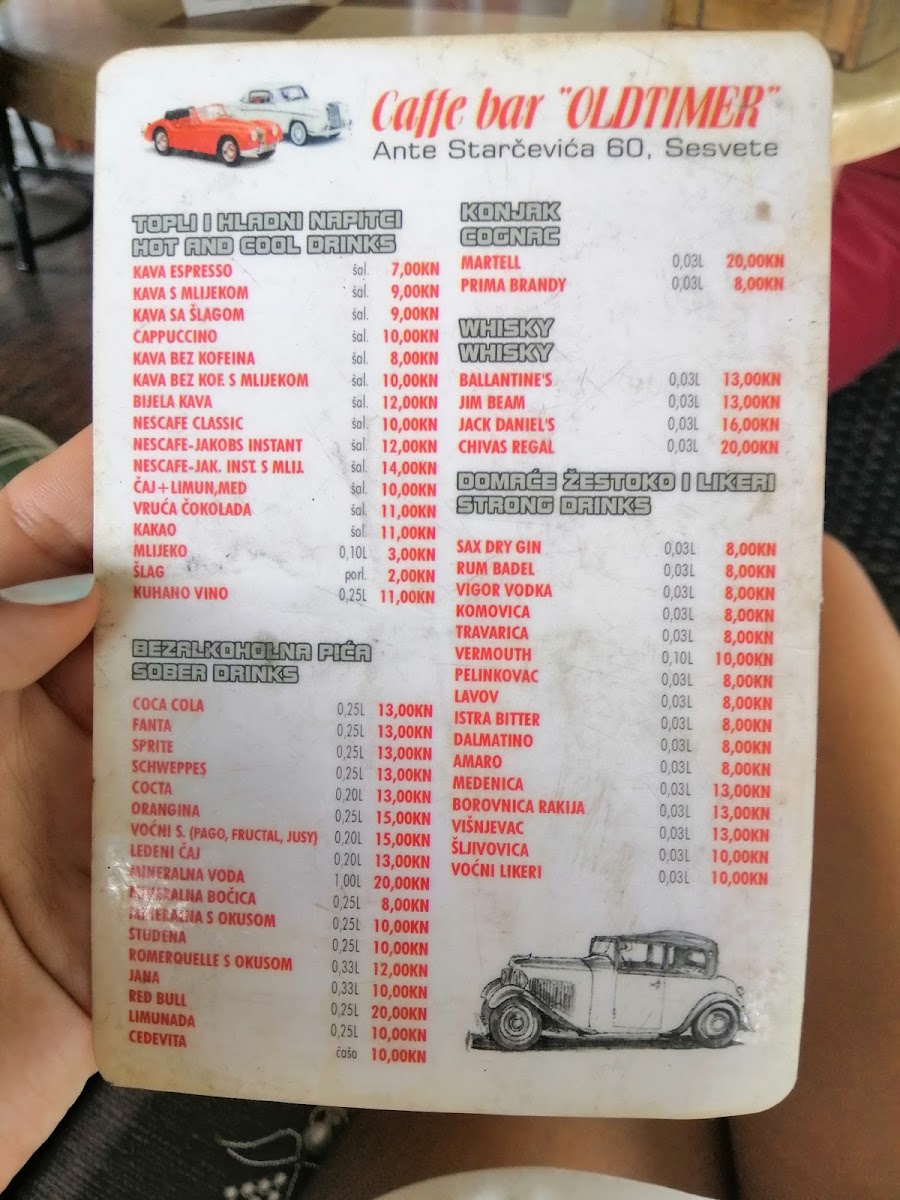 Caffe bar "OLDTIMER"
Ante Starčevića 60, Sesvete
TOPLI I HLADNI NAPITCI
HOT AND COOL DRINKS
KAVA ESPRESSO šal. 7,00KN
KAVA S MLIJEKOM šal. 9,00KN
KAVA SA ŠLAGOM šal. 9,00KN
CAPPUCCINO šal. 10,00KN
KAVA BEZ KOFEINA šal. 8,00KN
KAVA BEZ KOF. S MLIJEKOM šal. 10,00KN
BIJELA KAVA šal. 12,00KN
NESCAFE CLASSIC šal. 10,00KN
NESCAFE-JAKOBS INSTANT šal. 12,00KN
NESCAFE-JAK. INST. S MLIJ. šal. 14,00KN
ČAJ+LIMUN,MED šal. 10,00KN
VRUĆA ČOKOLADA šal. 11,00KN
KAKAO šal. 11,00KN
MLIJEKO 0,10L 3,00KN
ŠLAG porl. 2,00KN
KUHANO VINO 0,25L 11,00KN
BEZALKOHOLNA PIĆA
SOBER DRINKS
COCA COLA 0,25L 13,00KN
FANTA 0,25L 13,00KN
SPRITE 0,25L 13,00KN
SCHWEPPES 0,25L 13,00KN
COCTA 0,20L 13,00KN
ORANGINA 0,25L 15,00KN
VOĆNI S. (PAGO, FRUCTAL, JUSY) 0,20L 15,00KN
LEDENI ČAJ 0,20L 13,00KN
MINERALNA VODA 1,00L 20,00KN
MINERALNA BOČICA 0,25L 8,00KN
MINERALNA S OKUSOM 0,25L 10,00KN
STUDENA 0,25L 10,00KN
ROMERQUELLE S OKUSOM 0,33L 12,00KN
JANA 0,33L 10,00KN
RED BULL 0,25L 20,00KN
LIMUNADA 0,25L 10,00KN
CEDEVITA čaša 10,00KN
KONJAK
COGNAC
MARTELL 0,03L 20,00KN
PRIMA BRANDY 0,03L 8,00KN
WHISKY
WHISKY
BALLANTINE'S 0,03L 13,00KN
JIM BEAM 0,03L 13,00KN
JACK DANIEL'S 0,03L 16,00KN
CHIVAS REGAL 0,03L 20,00KN
DOMAĆE ŽESTOKO I LIKERI
STRONG DRINKS
SAX DRY GIN 0,03L 8,00KN
RUM BADEL 0,03L 8,00KN
VIGOR VODKA 0,03L 8,00KN
KOMOVICA 0,03L 8,00KN
TRAVARICA 0,03L 8,00KN
VERMOUTH 0,10L 10,00KN
PELINKOVAC 0,03L 8,00KN
LAVOV 0,03L 8,00KN
ISTRA BITTER 0,03L 8,00KN
DALMATINO 0,03L 8,00KN
AMARO 0,03L 8,00KN
MEDENICA 0,03L 13,00KN
BOROVNICA RAKIJA 0,03L 13,00KN
VIŠNJEVAC 0,03L 13,00KN
ŠLJIVOVICA 0,03L 10,00KN
VOĆNI LIKERI 0,03L 10,00KN